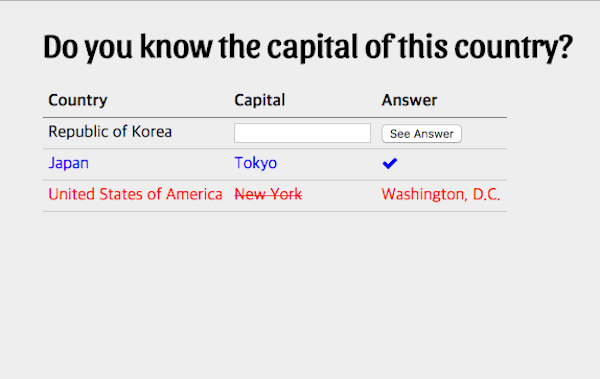 Do you know the capital of this country?
Country Capital Answer
Republic of Korea See Answer
Japan Tokyo ✔
United States of America New York Washington, D.C.